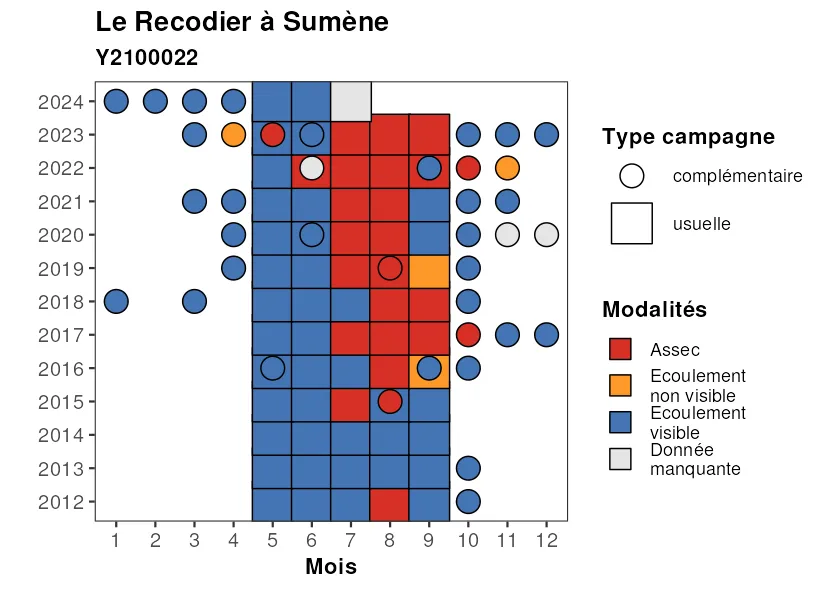 Le Recodier à Sumène
Y2100022
2024
2023
2022
2021
2020
2019
2018
2017
2016
2015
2014
2013
2012
1 2 3 4 5 6 7 8 9 10 11 12
Mois
Type campagne
complémentaire
usuelle
Modalités
Assec
Ecoulement
non visible
Ecoulement
visible
Donnée
manquante